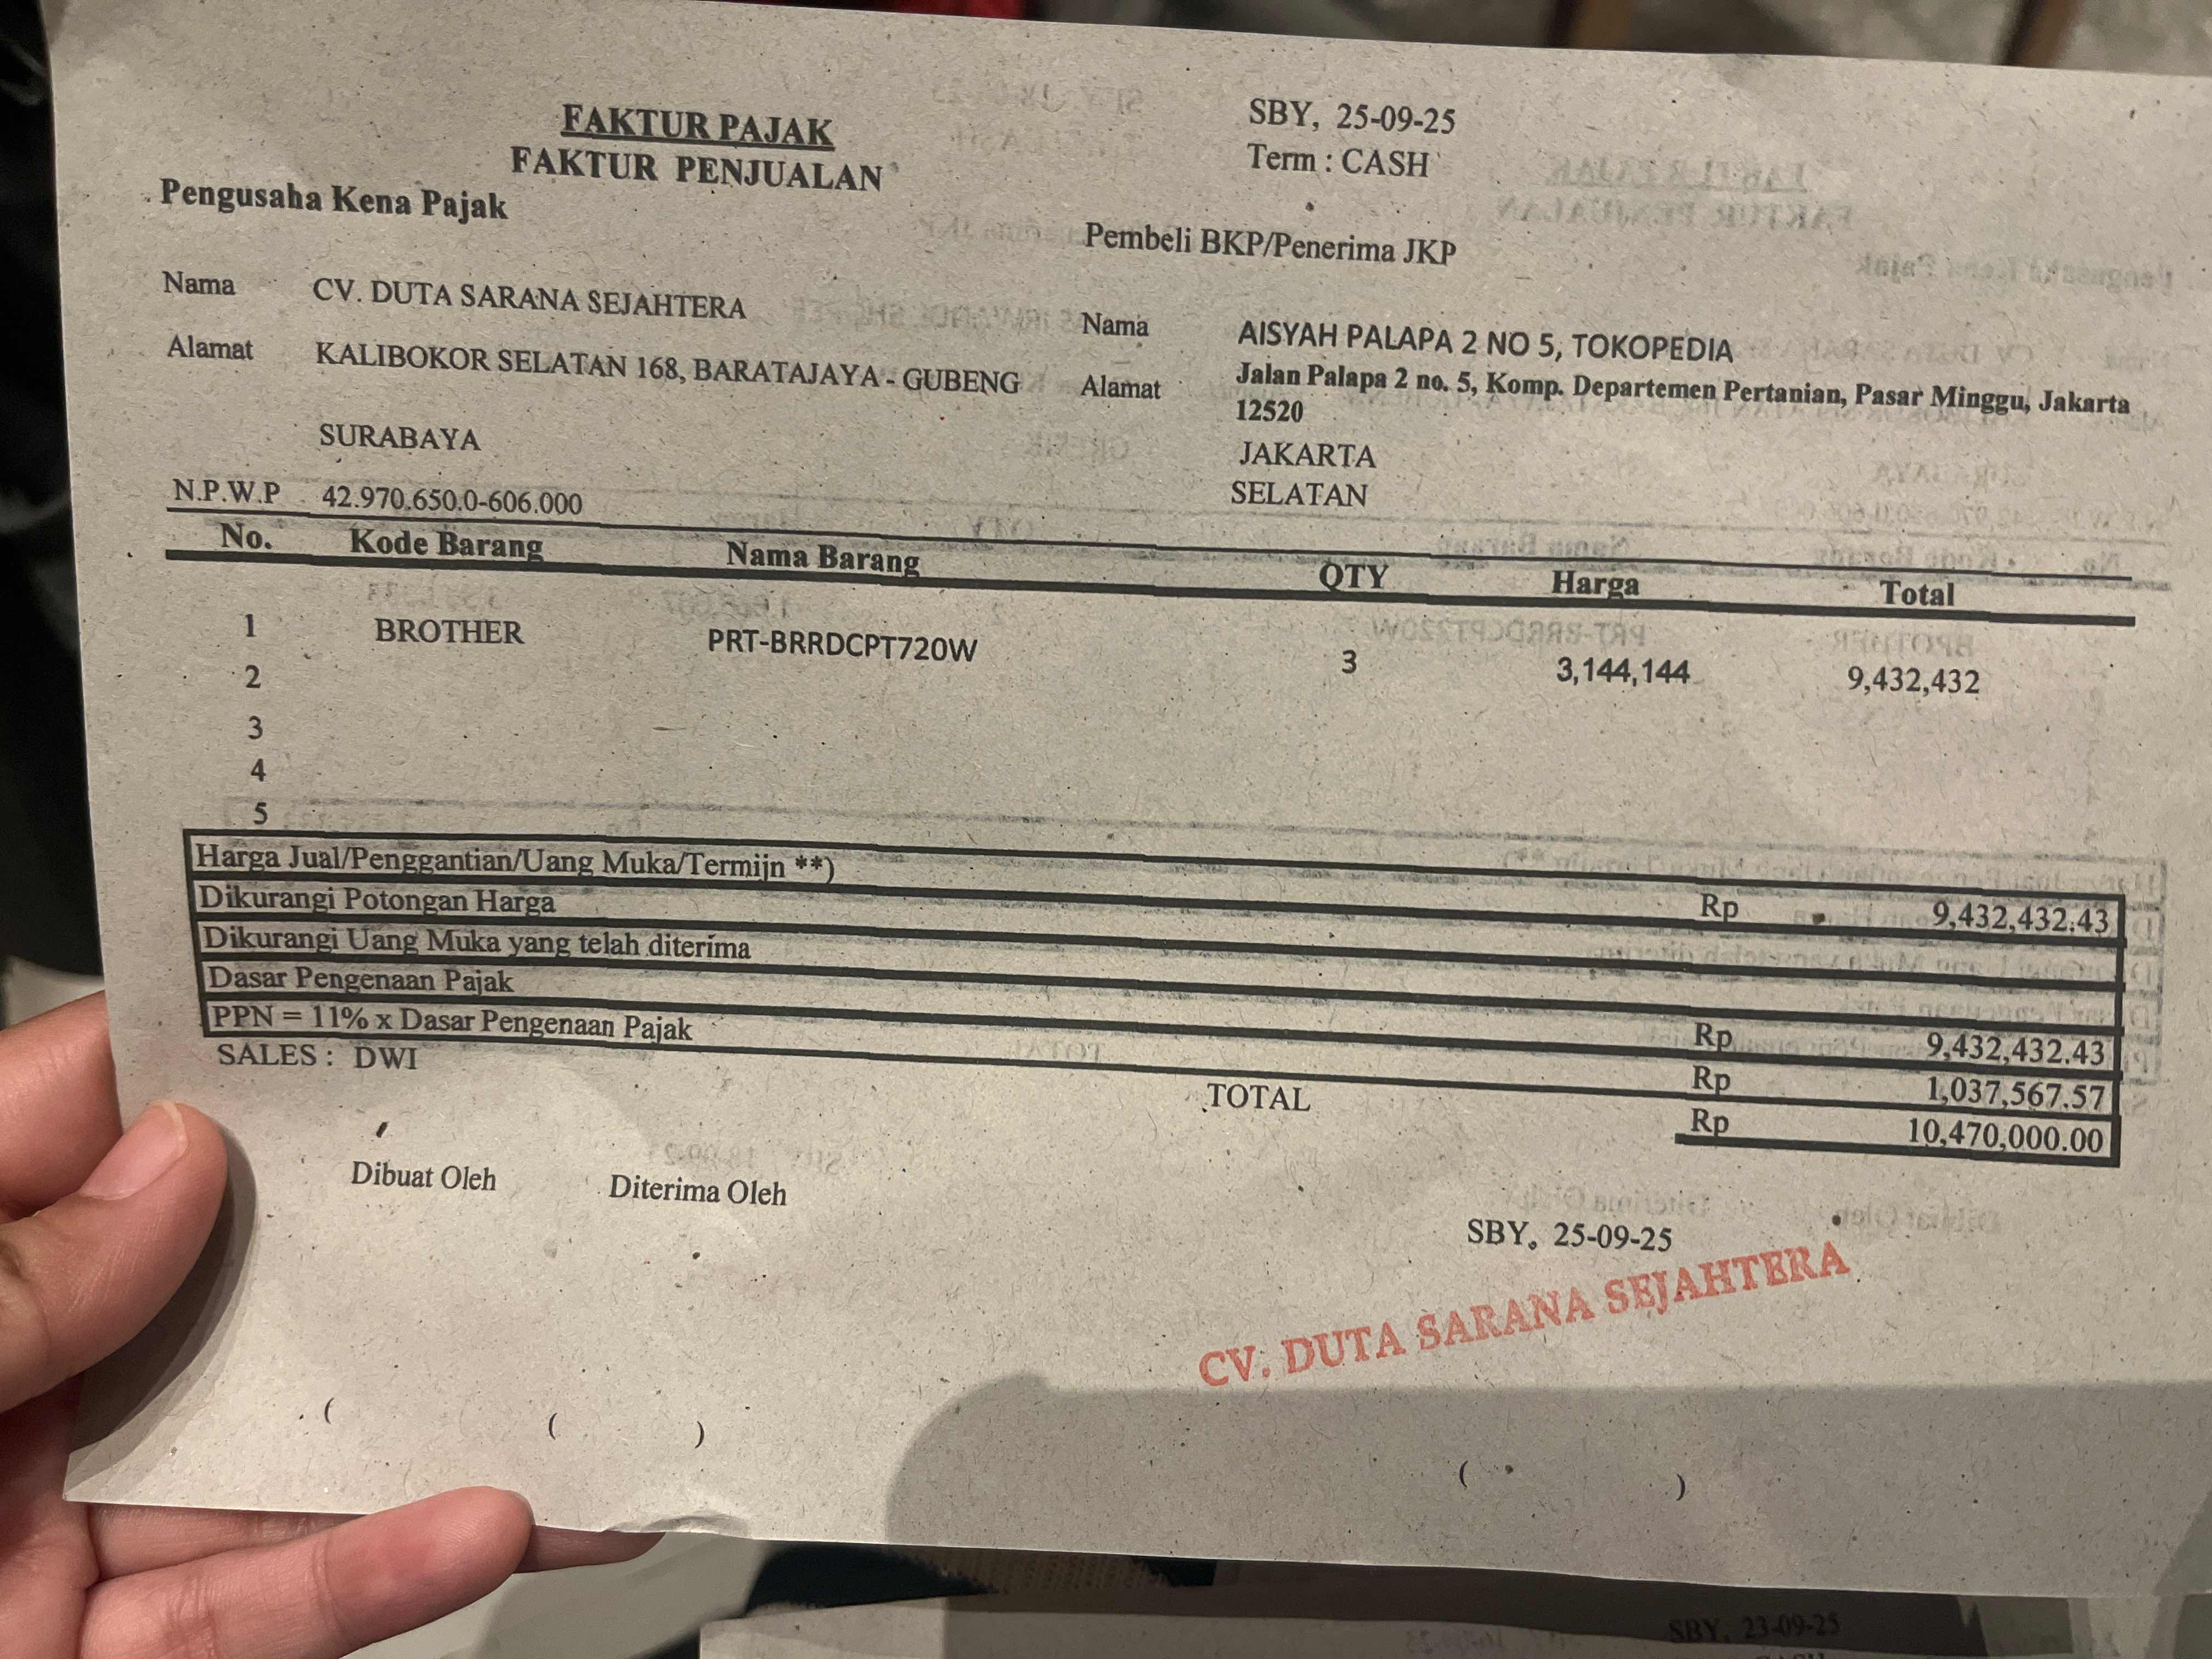 FAKTUR PAJAK
FAKTUR PENJUALAN
SBY, 25-09-25
Term : CASH
Pengusaha Kena Pajak
Pembeli BKP/Penerima JKP
Nama CV. DUTA SARANA SEJAHTERA
Alamat KALIBOKOR SELATAN 168, BARATAJAYA - GUBENG
SURABAYA
N.P.W.P 42.970.650.0-606.000
Nama AISYAH PALAPA 2 NO 5, TOKOPEDIA
Alamat Jalan Palapa 2 no. 5, Komp. Departemen Pertanian, Pasar Minggu, Jakarta
12520
JAKARTA
SELATAN
No. Kode Barang Nama Barang QTY Harga Total
1 BROTHER PRT-BRRDCPT720W 3 3,144,144 9,432,432
2
3
4
5
Harga Jual/Penggantian/Uang Muka/Termijn **) Rp 9,432,432.43
Dikurangi Potongan Harga
Dikurangi Uang Muka yang telah diterima
Dasar Pengenaan Pajak Rp 9,432,432.43
PPN = 11% x Dasar Pengenaan Pajak Rp 1,037,567.57
SALES : DWI TOTAL Rp 10,470,000.00
Dibuat Oleh Diterima Oleh
SBY, 25-09-25
CV. DUTA SARANA SEJAHTERA
( ( )
( )
SBY, 23-09-25